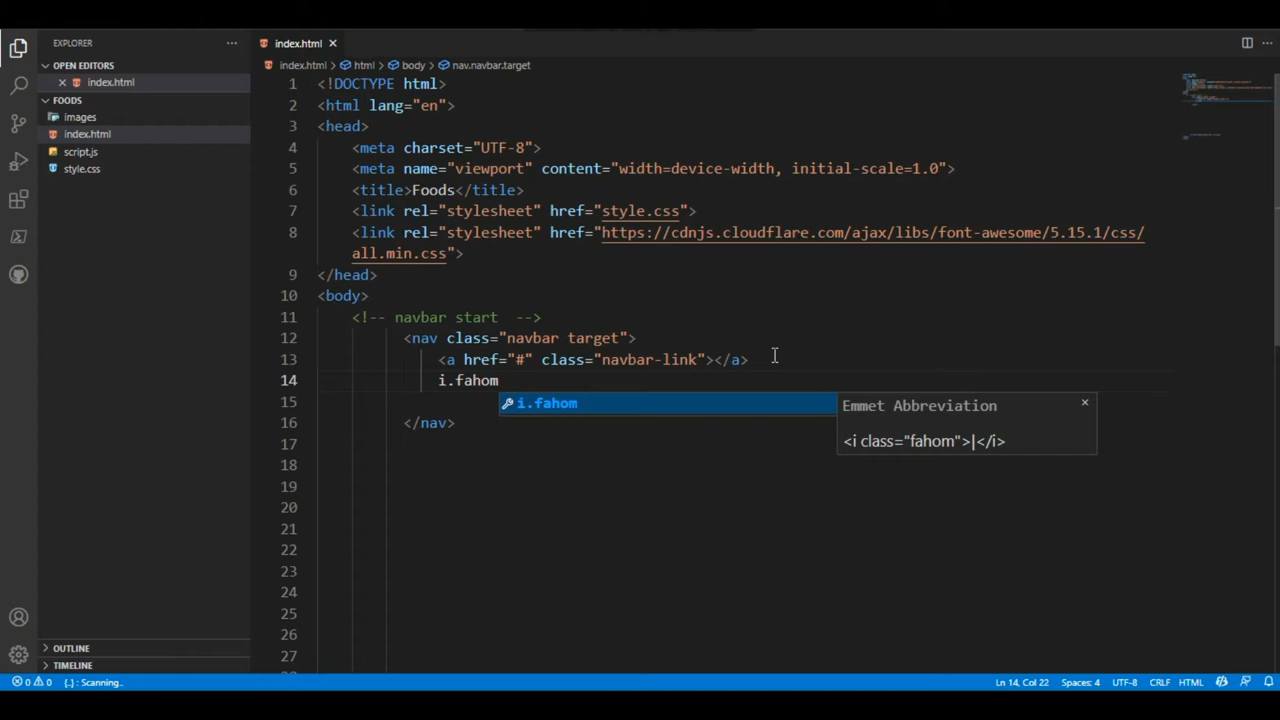 EXPLORER
OPEN EDITORS
index.html
FOODS
images
index.html
script.js
style.css
OUTLINE
TIMELINE
index.html
index.html > html > body > nav.navbar.target
1 <!DOCTYPE html>
2 <html lang="en">
3 <head>
4 <meta charset="UTF-8">
5 <meta name="viewport" content="width=device-width, initial-scale=1.0">
6 <title>Foods</title>
7 <link rel="stylesheet" href="style.css">
8 <link rel="stylesheet" href="https://cdnjs.cloudflare.com/ajax/libs/font-awesome/5.15.1/css/
all.min.css">
9 </head>
10 <body>
11 <!-- navbar start -->
12 <nav class="navbar target">
13 <a href="#" class="navbar-link"></a>
14 i.fahom
i.fahom
Emmet Abbreviation
<i class="fahom">|</i>
15
16 </nav>
17
18
19
20
21
22
23
24
25
26
27
0 0 {..} : Scanning..
Ln 14, Col 22 Spaces: 4 UTF-8 CRLF HTML